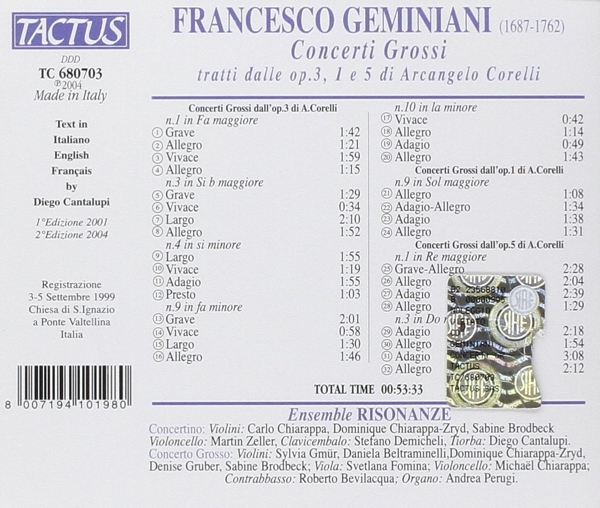 TACTUS
DDD
TC 680703
℗2004
Made in Italy
Text in
Italiano
English
Français
by
Diego Cantalupi
1ªEdizione 2001
2ªEdizione 2004
Registrazione
3-5 Settembre 1999
Chiesa di S.Ignazio
a Ponte Valtellina
Italia
8 007194 101980
FRANCESCO GEMINIANI (1687-1762)
Concerti Grossi
tratti dalle op.3, 1 e 5 di Arcangelo Corelli
Concerti Grossi dall'op.3 di A.Corelli
n.1 in Fa maggiore
1 Grave 1:42
2 Allegro 1:21
3 Vivace 1:59
4 Allegro 1:15
n.3 in Si b maggiore
5 Grave 1:29
6 Vivace 0:34
7 Largo 2:10
8 Allegro 1:52
n.4 in si minore
9 Largo 1:55
10 Vivace 1:19
11 Adagio 1:55
12 Presto 1:03
n.9 in fa minore
13 Grave 2:01
14 Vivace 0:58
15 Largo 1:30
16 Allegro 1:46
n.10 in la minore
17 Vivace 0:42
18 Allegro 1:14
19 Adagio 0:49
20 Allegro 1:43
Concerti Grossi dall'op.1 di A.Corelli
n.9 in Sol maggiore
21 Allegro 1:08
22 Adagio-Allegro 1:34
23 Adagio 1:38
24 Allegro 1:31
Concerti Grossi dall'op.5 di A.Corelli
n.1 in Re maggiore
25 Grave-Allegro 2:28
26 Allegro 2:04
27 Adagio 2:39
28 Allegro 1:29
n.3 in Do
29 Adagio 2:18
30 Allegro 1:54
31 Adagio 3:08
32 Allegro 2:12
TOTAL TIME 00:53:33
Ensemble RISONANZE
Concertino: Violini: Carlo Chiarappa, Dominique Chiarappa-Zryd, Sabine Brodbeck
Violoncello: Martin Zeller, Clavicembalo: Stefano Demicheli, Tiorba: Diego Cantalupi.
Concerto Grosso: Violini: Sylvia Gmür, Daniela Beltraminelli,Dominique Chiarappa-Zryd,
Denise Gruber, Sabine Brodbeck; Viola: Svetlana Fomina; Violoncello: Michaël Chiarappa;
Contrabbasso: Roberto Bevilacqua; Organo: Andrea Perugi.
SIAE
TACTUS
TC 680703